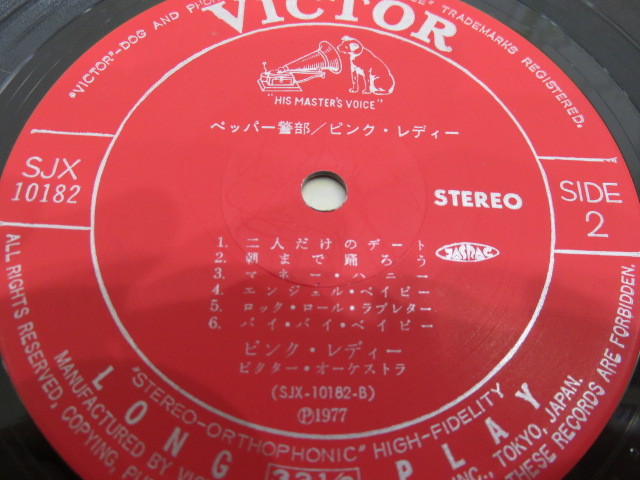 "VICTOR"-DOG AND
TRADEMARKS REGISTERED.
VICTOR
"HIS MASTER'S VOICE"
ペッパー警部／ピンク・レディー
SJX
10182
STEREO
SIDE
2
1. 二人だけのデート
2. 朝まで踊ろう
3. マネー・ハニー
4. エンジェル・ベイビー
5. ロック・ロール・ラブレター
6. バイ・バイ・ベイビー
JASRAC
ピンク・レディー
ビクター・オーケストラ
(SJX-10182-B)
Ⓟ1977
"STEREO-ORTHOPHONIC" HIGH-FIDELITY
LONG PLAY
33⅓
ALL RIGHTS RESERVED,
MANUFACTURED BY
COPYING,
INC., TOKYO, JAPAN.
THESE RECORDS ARE FORBIDDEN.